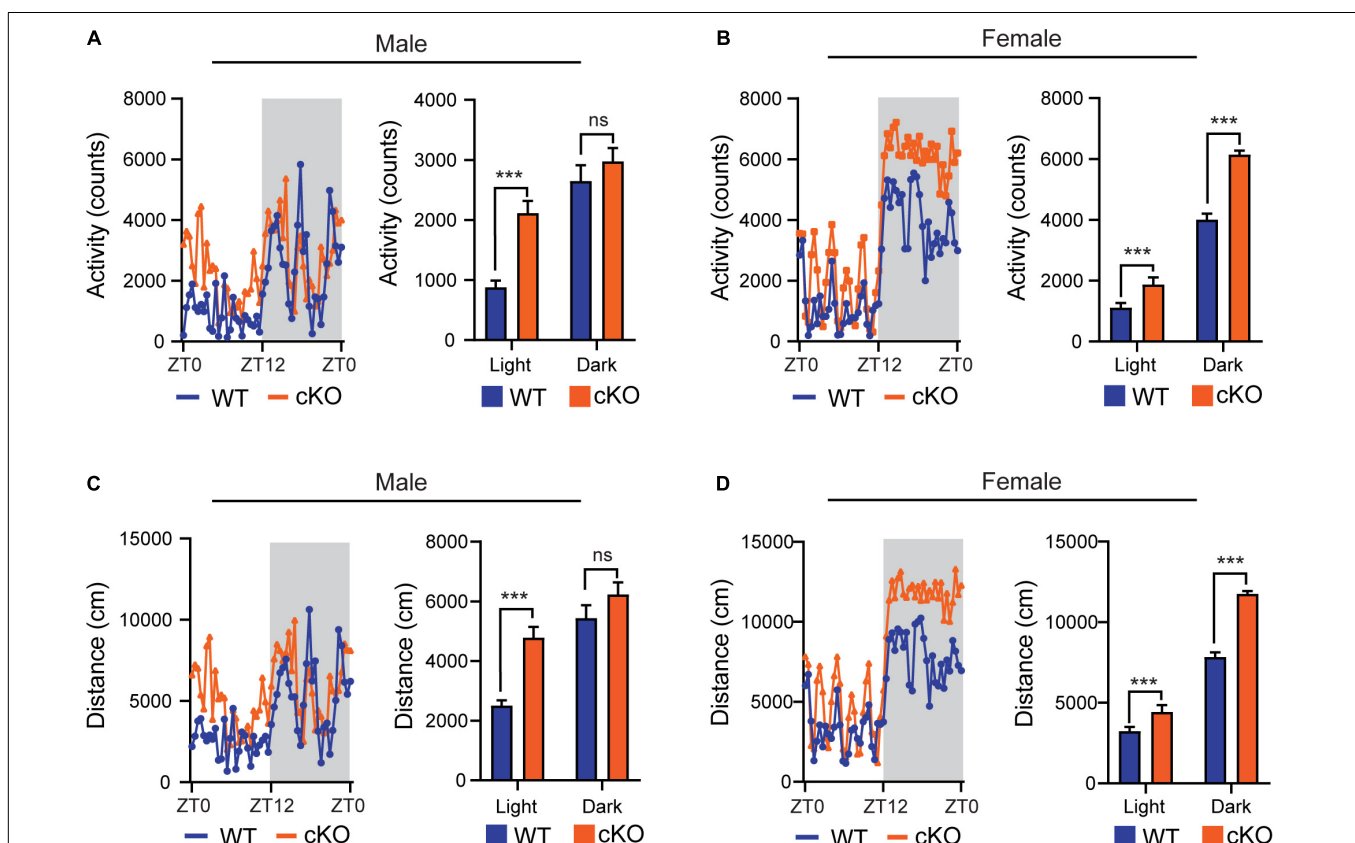 A
Male
Activity (counts)
8000
6000
4000
2000
0
ZT0
ZT12
ZT0
WT
cKO
Activity (counts)
4000
3000
2000
1000
0
***
ns
Light
Dark
WT
cKO
B
Female
Activity (counts)
8000
6000
4000
2000
0
ZT0
ZT12
ZT0
WT
cKO
Activity (counts)
8000
6000
4000
2000
0
***
***
Light
Dark
WT
cKO
C
Male
Distance (cm)
15000
10000
5000
0
ZT0
ZT12
ZT0
WT
cKO
Distance (cm)
8000
6000
4000
2000
0
***
ns
Light
Dark
WT
cKO
D
Female
Distance (cm)
15000
10000
5000
0
ZT0
ZT12
ZT0
WT
cKO
Distance (cm)
15000
10000
5000
0
***
***
Light
Dark
WT
cKO